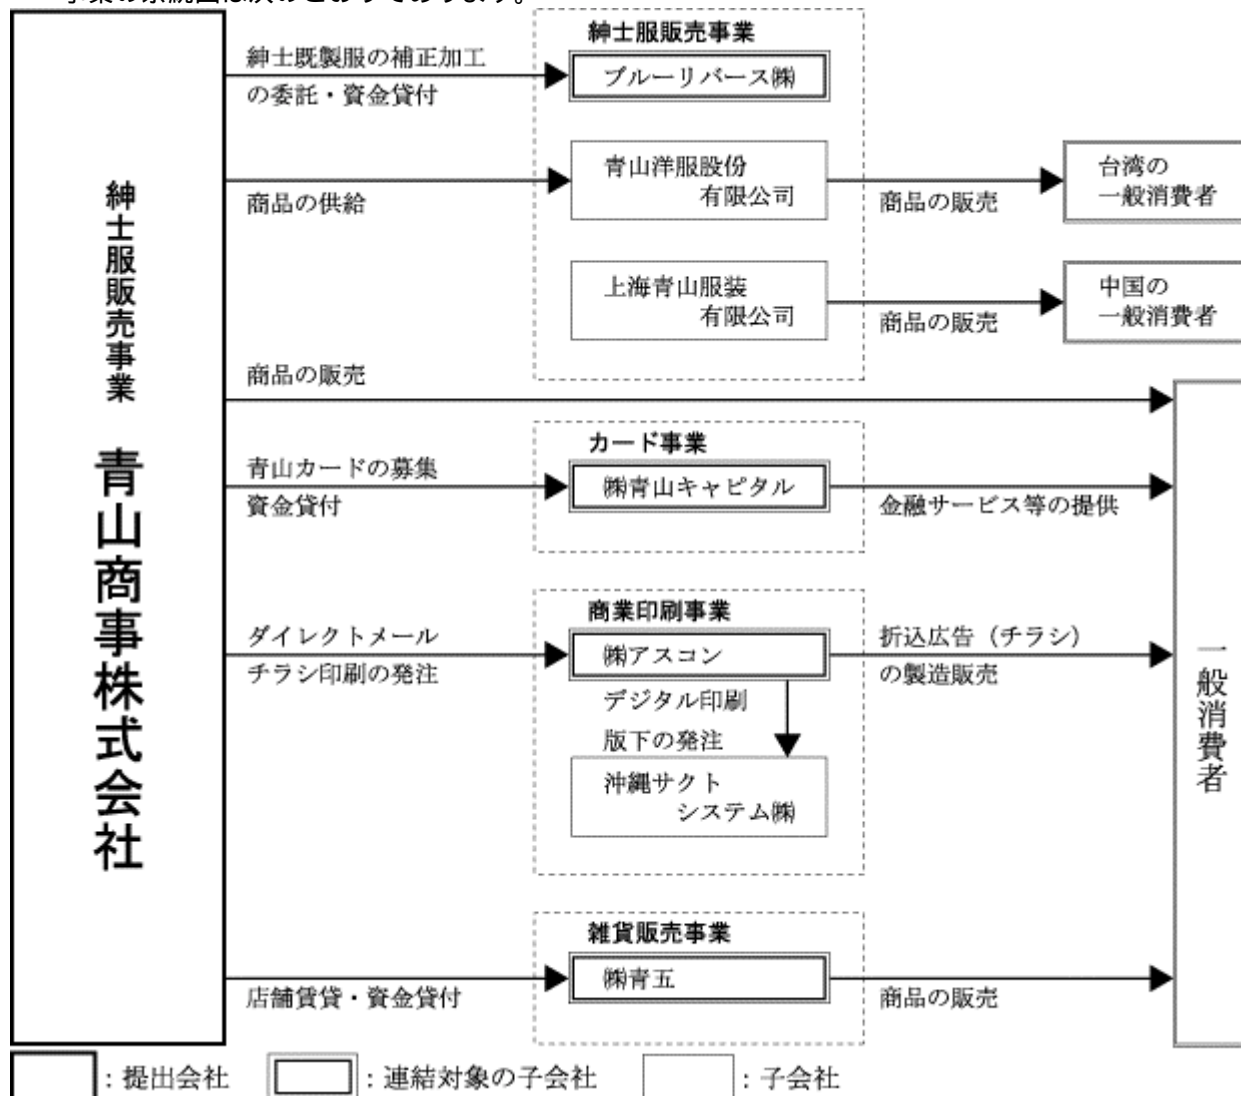 事業の系統図は次のとおりであります。
紳士服販売事業　青山商事株式会社
紳士既製服の補正加工
の委託・資金貸付
紳士服販売事業
ブルーリバース㈱
商品の供給
青山洋服股份
有限公司
商品の販売
台湾の
一般消費者
上海青山服装
有限公司
商品の販売
中国の
一般消費者
商品の販売
青山カードの募集
資金貸付
カード事業
㈱青山キャピタル
金融サービス等の提供
ダイレクトメール
チラシ印刷の発注
商業印刷事業
㈱アスコン
折込広告（チラシ）
の製造販売
デジタル印刷
版下の発注
沖縄サクト
システム㈱
一般消費者
店舗賃貸・資金貸付
雑貨販売事業
㈱青五
商品の販売
：提出会社
：連結対象の子会社
：子会社